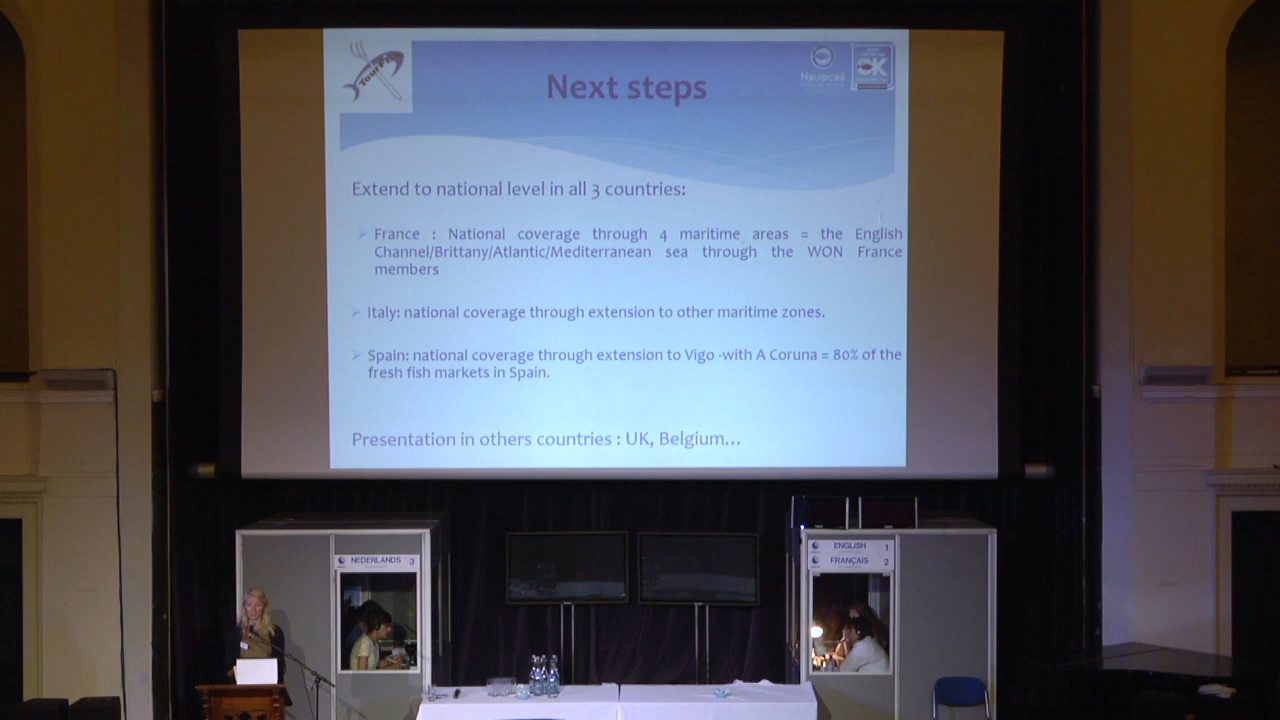 TourFish
Next steps
Nausicaá
OK
Extend to national level in all 3 countries:
France : National coverage through 4 maritime areas = the English
Channel/Brittany/Atlantic/Mediterranean sea through the WON France
members
Italy: national coverage through extension to other maritime zones.
Spain: national coverage through extension to Vigo -with A Coruna = 80% of the
fresh fish markets in Spain.
Presentation in others countries : UK, Belgium...
NEDERLANDS 3
ENGLISH 1
FRANÇAIS 2